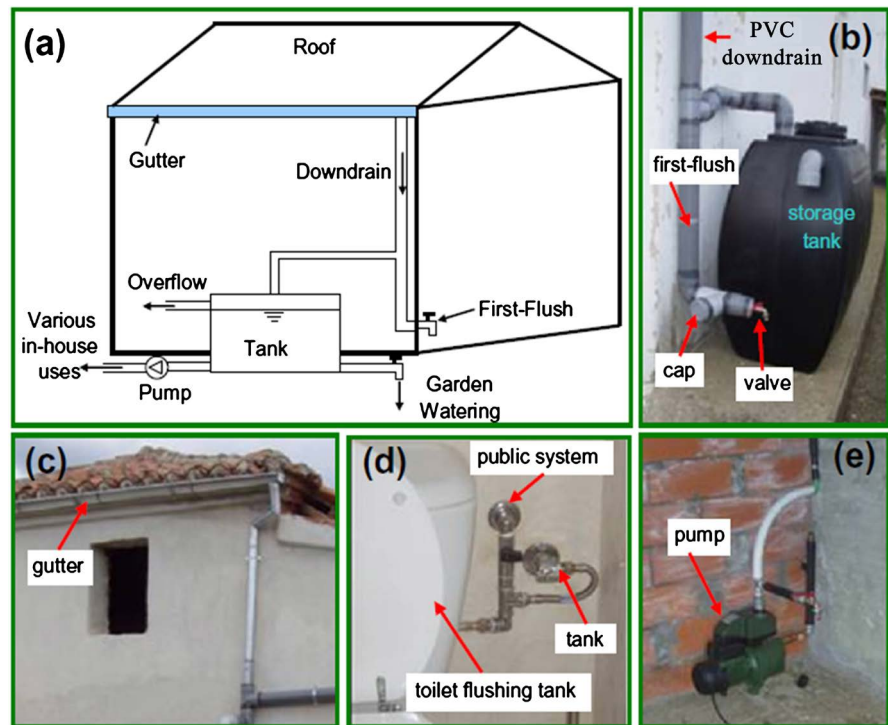 (a)
Roof
Gutter
Downdrain
Overflow
First-Flush
Various
in-house
uses
Tank
Pump
Garden
Watering
(b)
PVC
downdrain
first-flush
storage
tank
cap
valve
(c)
gutter
(d)
public system
tank
toilet flushing tank
(e)
pump